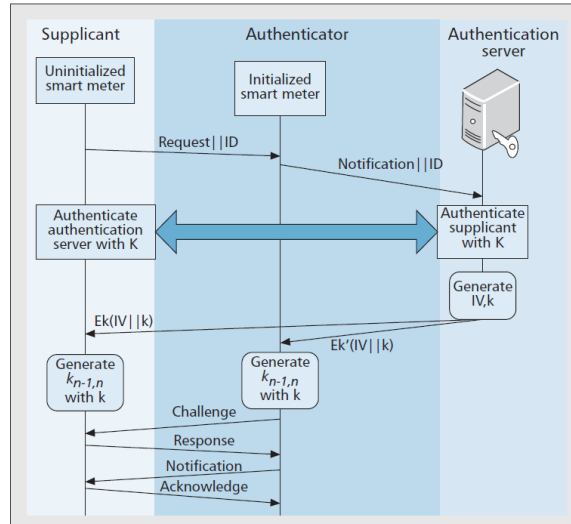 Supplicant
Authenticator
Authentication
server
Uninitialized
smart meter
Initialized
smart meter
Request||ID
Notification||ID
Authenticate
authentication
server with K
Authenticate
supplicant
with K
Generate
IV,k
Ek(IV||k)
Ek'(IV||k)
Generate
kn-1,n
with k
Generate
kn-1,n
with k
Challenge
Response
Notification
Acknowledge